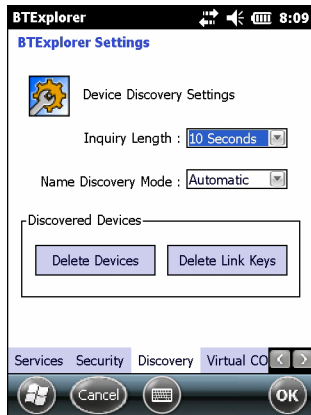 BTExplorer 8:09
BTExplorer Settings
Device Discovery Settings
Inquiry Length : 10 Seconds
Name Discovery Mode : Automatic
Discovered Devices
Delete Devices Delete Link Keys
Services Security Discovery Virtual CO
Cancel OK